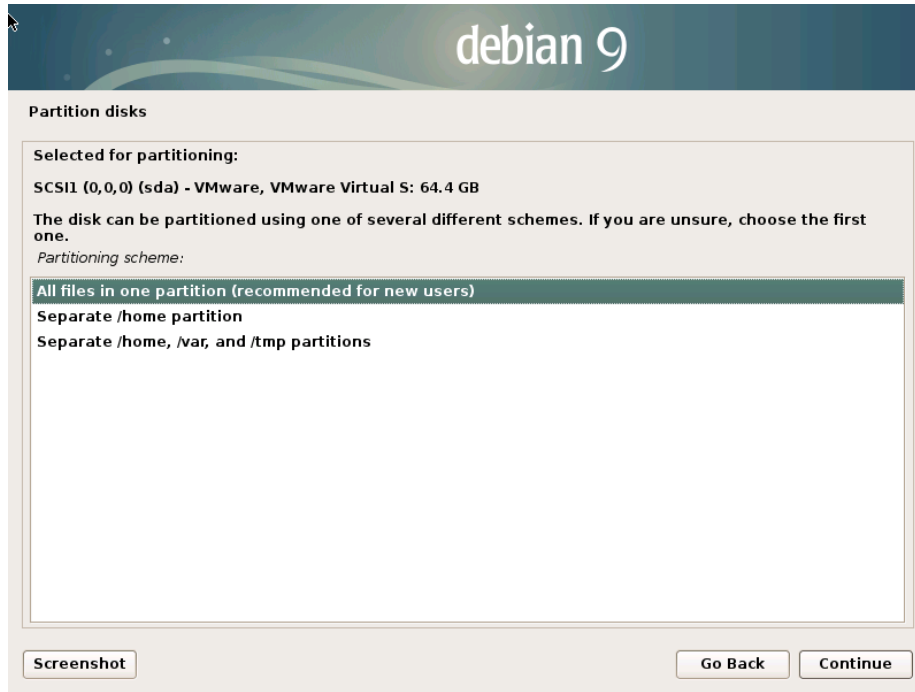 debian 9
Partition disks
Selected for partitioning:
SCSI1 (0,0,0) (sda) - VMware, VMware Virtual S: 64.4 GB
The disk can be partitioned using one of several different schemes. If you are unsure, choose the first
one.
Partitioning scheme:
All files in one partition (recommended for new users)
Separate /home partition
Separate /home, /var, and /tmp partitions
Screenshot
Go Back
Continue